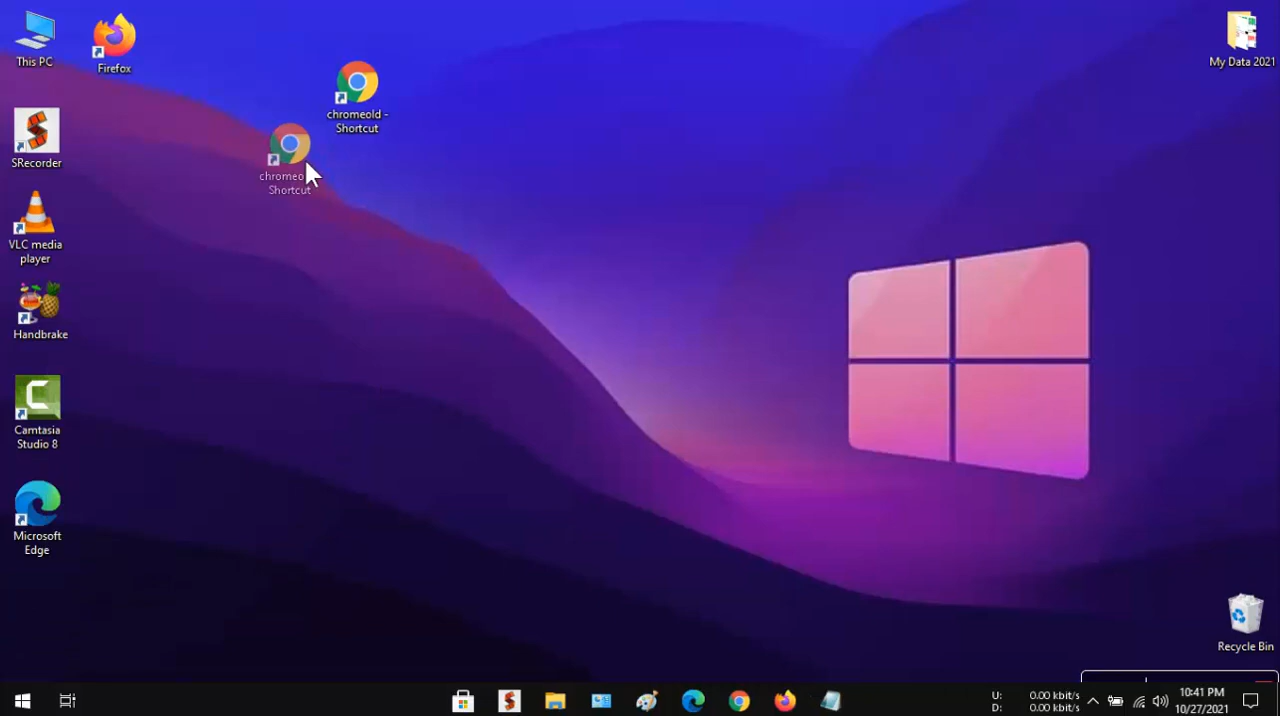 This PC
Firefox
SRecorder
VLC media
player
Handbrake
Camtasia
Studio 8
Microsoft
Edge
chromeold -
Shortcut
Shortcut
My Data 2021
Recycle Bin
U: 0.00 kbit/s
D: 0.00 kbit/s
10:41 PM
10/27/2021